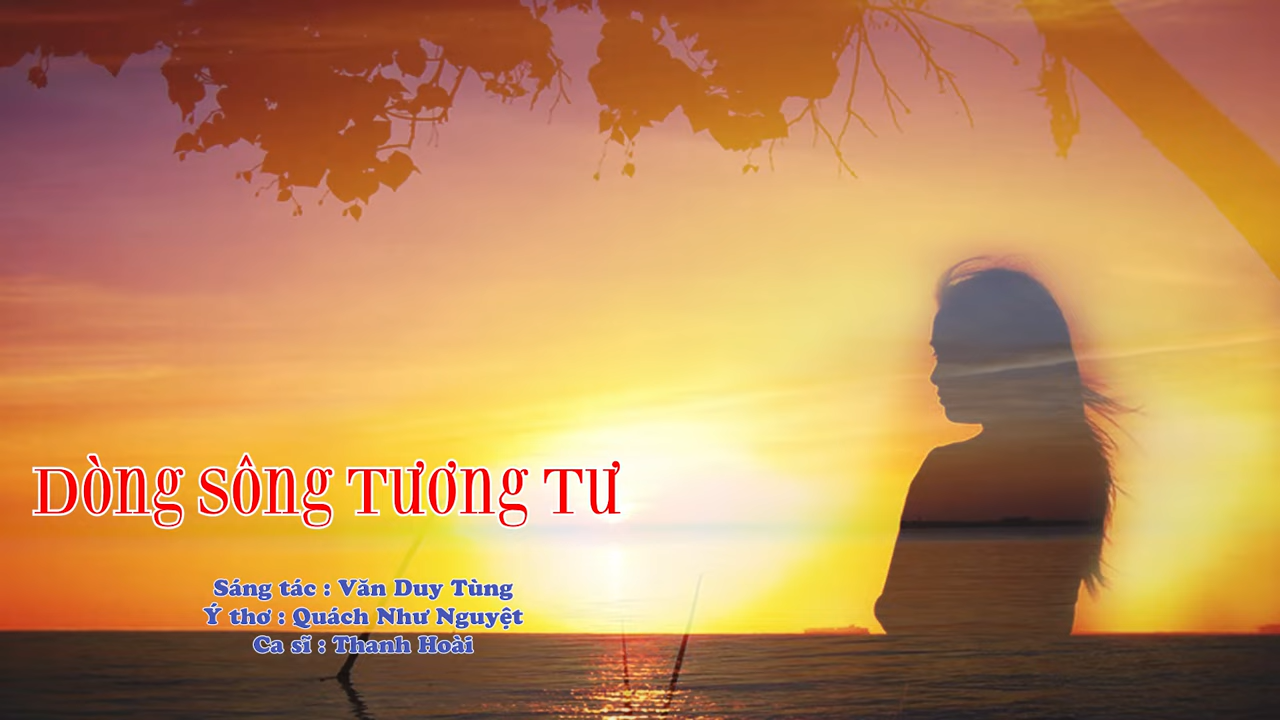 Dòng Sông Tương Tư
Sáng tác : Văn Duy Tùng
Ý thơ : Quách Như Nguyệt
Ca sĩ : Thanh Hoài